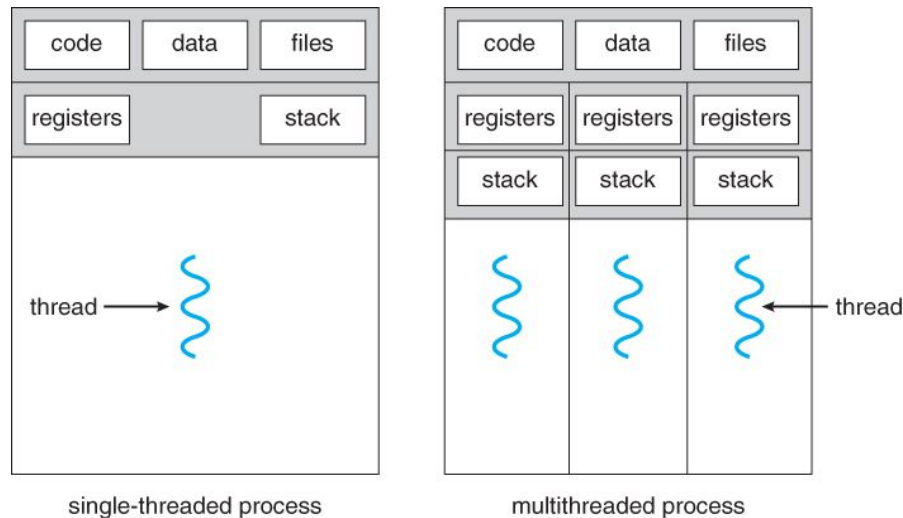 code data files code data files
registers stack registers registers registers
stack stack stack
thread thread
single-threaded process multithreaded process